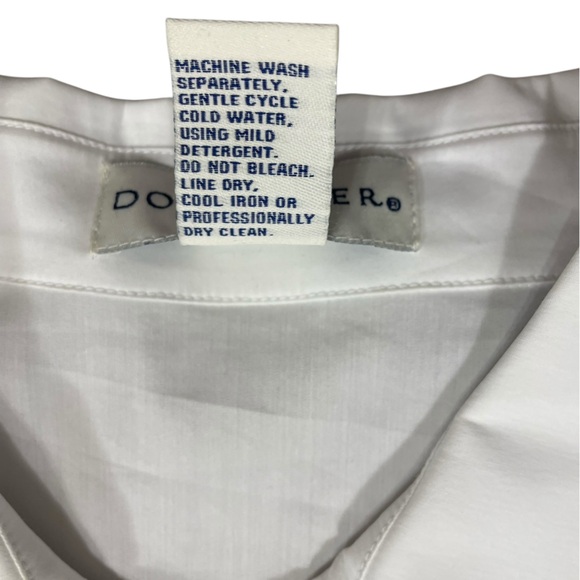 MACHINE WASH
SEPARATELY,
GENTLE CYCLE
COLD WATER,
USING MILD
DETERGENT.
DO NOT BLEACH.
LINE DRY,
COOL IRON OR
PROFESSIONALLY
DRY CLEAN.